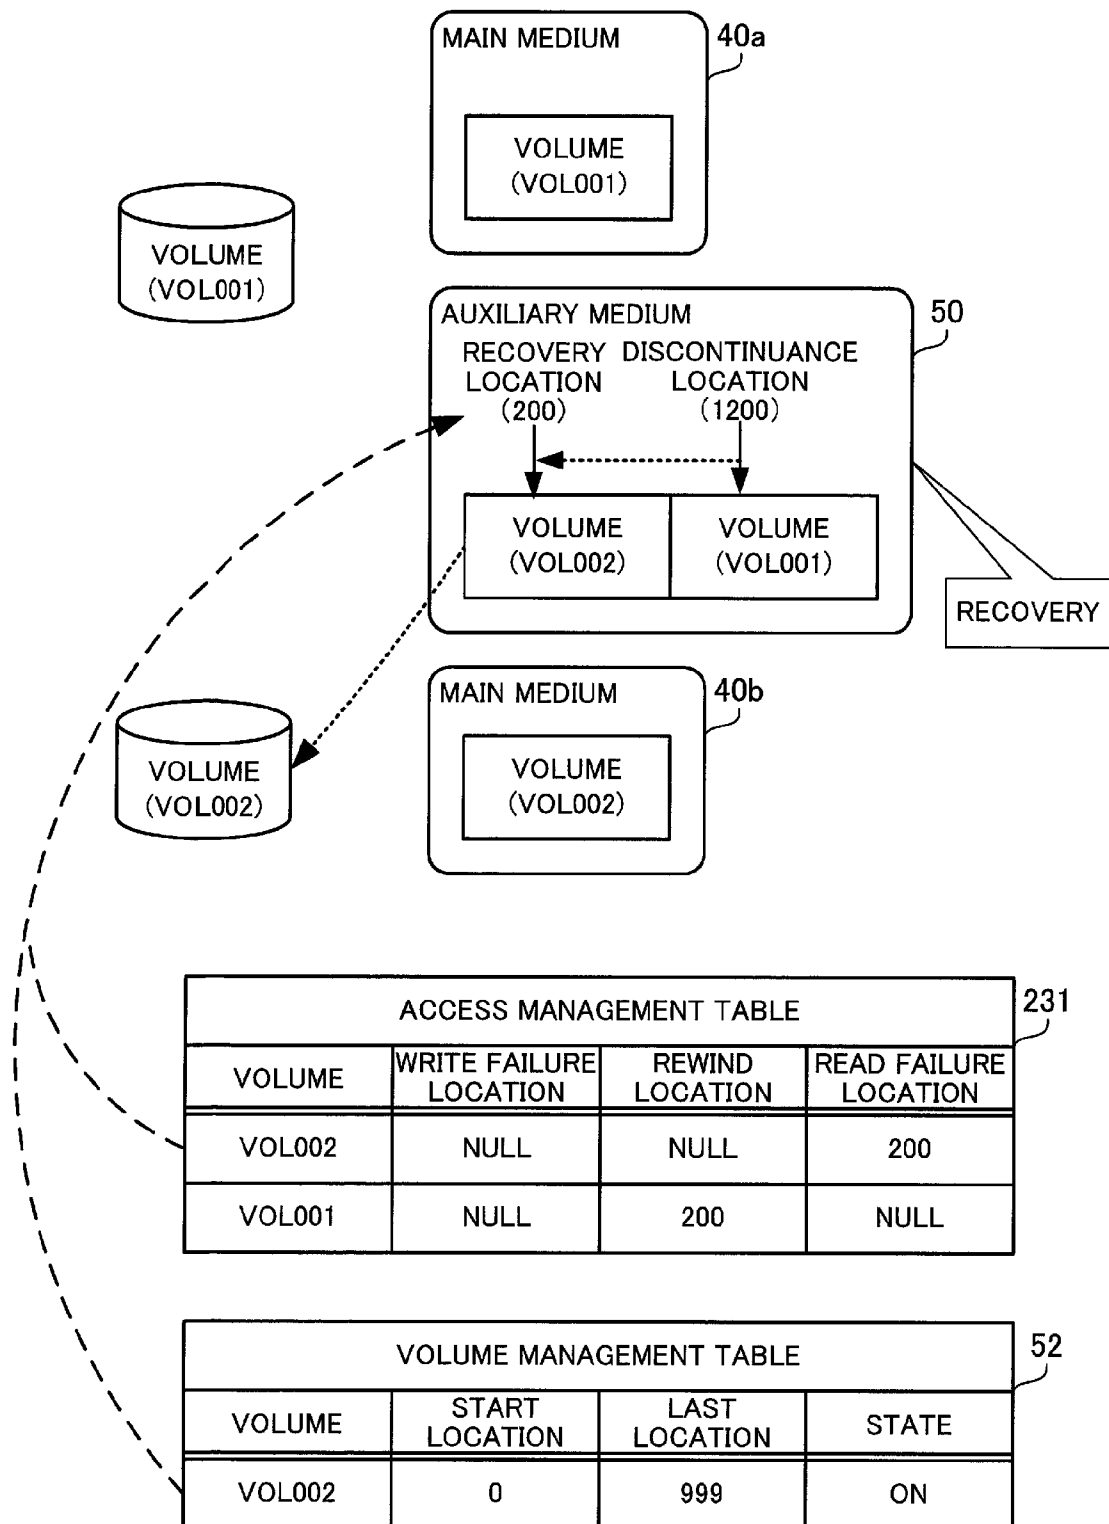 MAIN MEDIUM
40a
VOLUME
(VOL001)
VOLUME
(VOL001)
AUXILIARY MEDIUM
50
RECOVERY
LOCATION
(200)
DISCONTINUANCE
LOCATION
(1200)
VOLUME
(VOL002)
VOLUME
(VOL001)
RECOVERY
MAIN MEDIUM
40b
VOLUME
(VOL002)
VOLUME
(VOL002)
ACCESS MANAGEMENT TABLE
231
VOLUME
WRITE FAILURE
LOCATION
REWIND
LOCATION
READ FAILURE
LOCATION
VOL002
NULL
NULL
200
VOL001
NULL
200
NULL
VOLUME MANAGEMENT TABLE
52
VOLUME
START
LOCATION
LAST
LOCATION
STATE
VOL002
0
999
ON